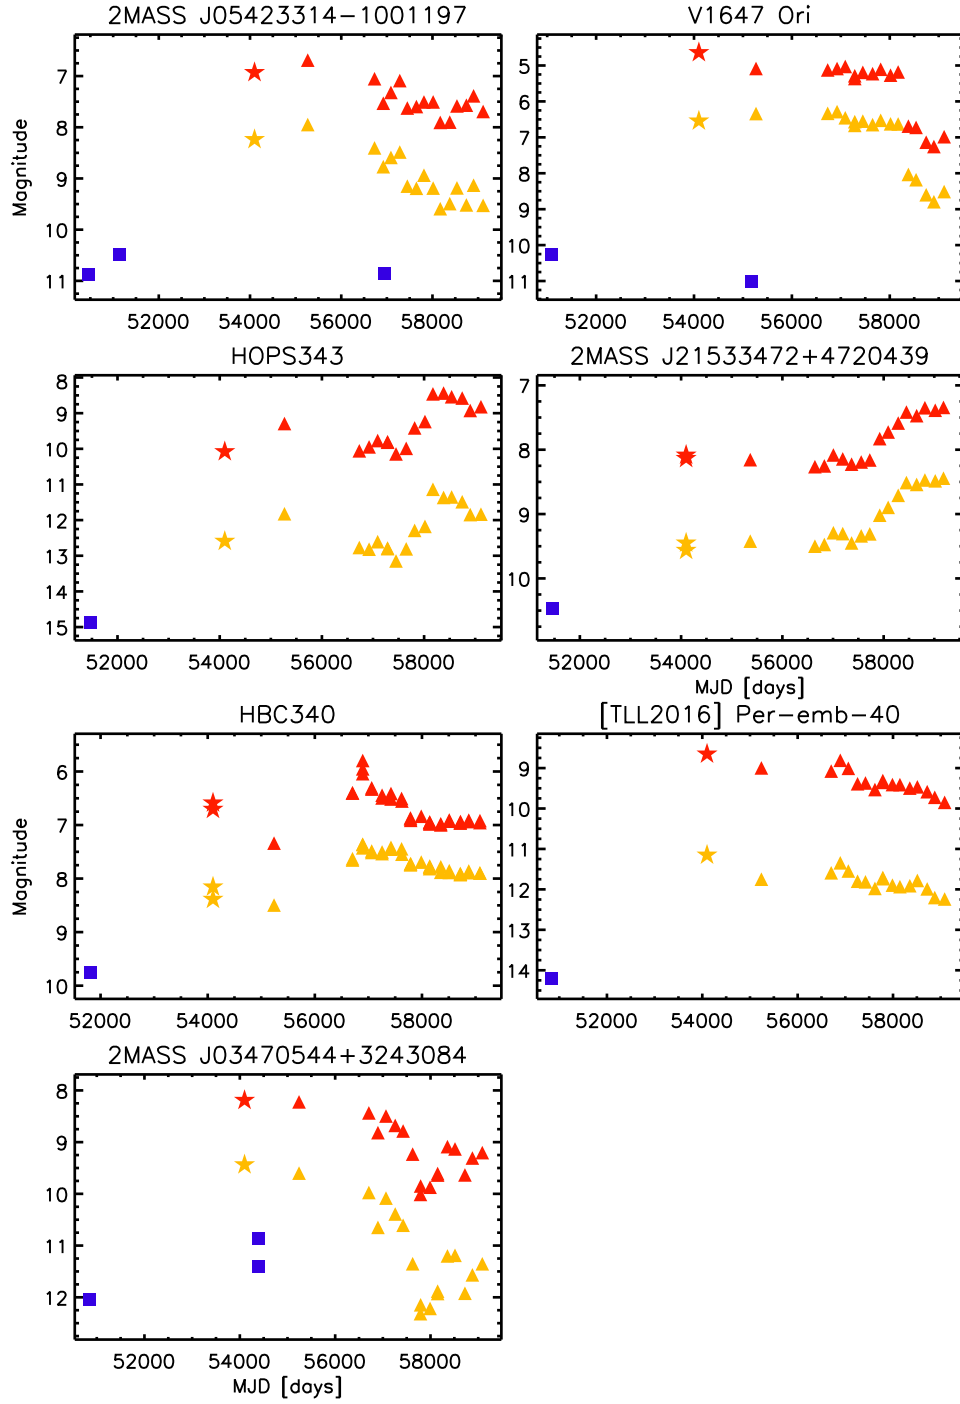 2MASS J05423314−1001197
V1647 Ori
Magnitude
7
8
9
10
11
5
6
7
8
9
10
11
52000 54000 56000 58000
52000 54000 56000 58000
HOPS343
2MASS J21533472+4720439
8
9
10
11
12
13
14
15
7
8
9
10
52000 54000 56000 58000
52000 54000 56000 58000
MJD [days]
HBC340
[TLL2016] Per−emb−40
Magnitude
6
7
8
9
10
9
10
11
12
13
14
52000 54000 56000 58000
52000 54000 56000 58000
2MASS J03470544+3243084
8
9
10
11
12
52000 54000 56000 58000
MJD [days]